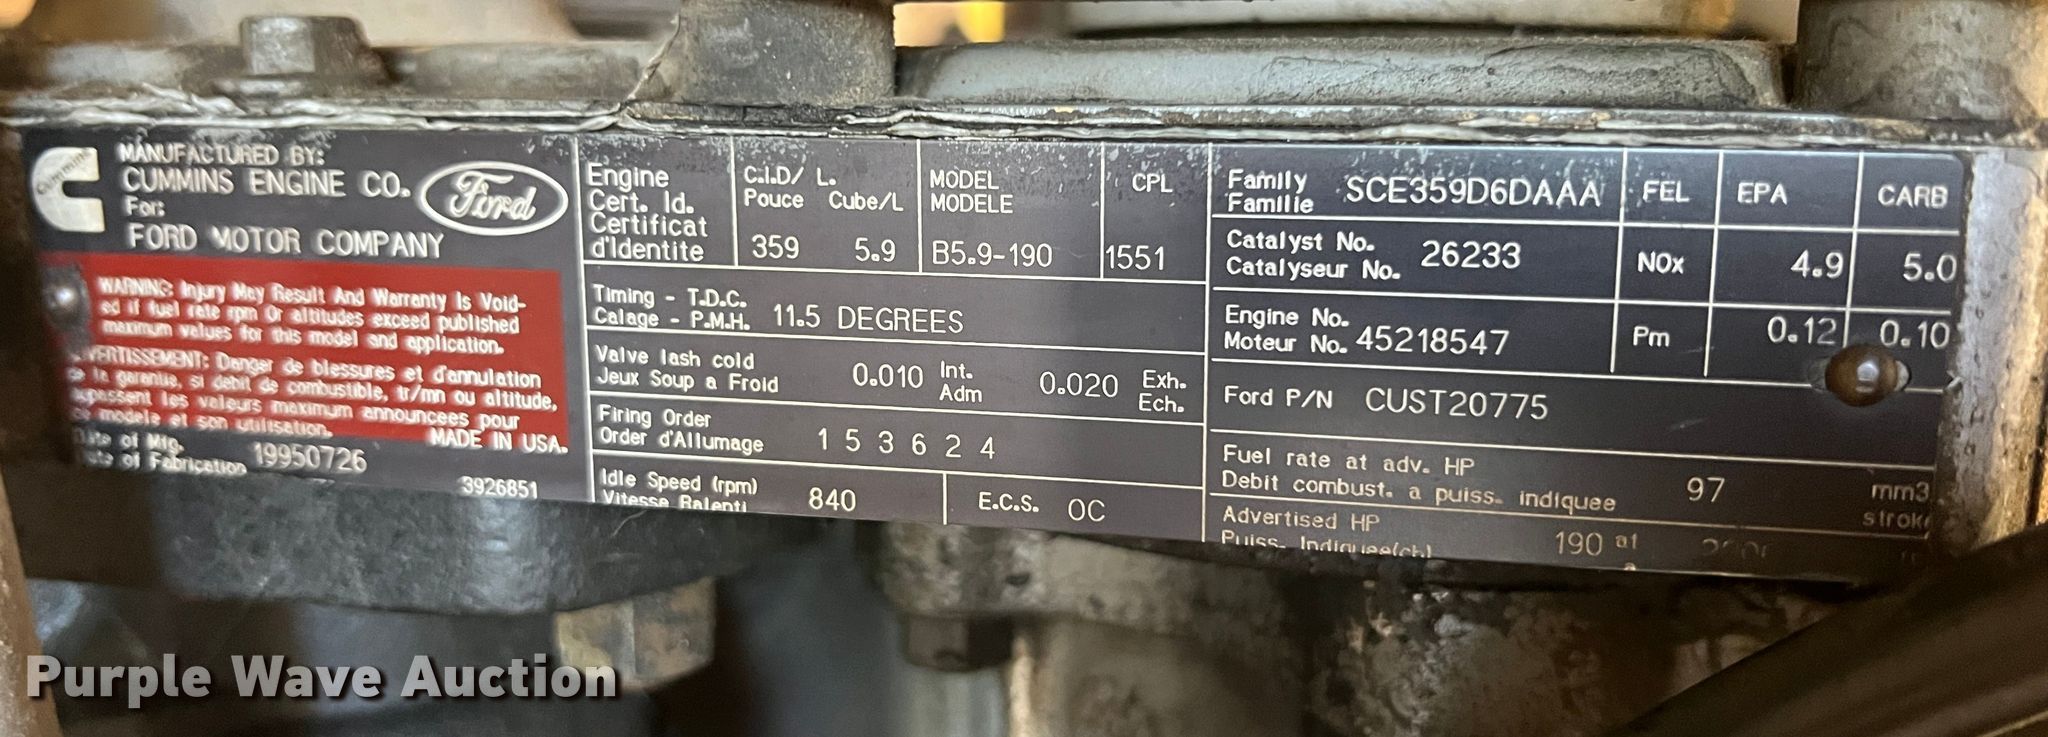 Cummins
MANUFACTURED BY:
CUMMINS ENGINE CO.
For:
FORD MOTOR COMPANY
Ford
WARNING: Injury May Result And Warranty Is Void-
ed if fuel rate rpm Or altitudes exceed published
maximum values for this model and application.
AVERTISSEMENT: Danger de blessures et d'annulation
de la garantie, si debit de combustible, tr/mn ou altitude,
depassent les valeurs maximum announcees pour
ce modele et son utilisation.
MADE IN USA.
Date of Mfg.
Date of Fabrication 19950726
3926851
Engine
Cert. Id.
Certificat
d'Identite
C.I.D/ L.
Pouce Cube/L
359 5.9
MODEL
MODELE
B5.9-190
CPL
1551
Timing - T.D.C.
Calage - P.M.H. 11.5 DEGREES
Valve lash cold
Jeux Soup a Froid
0.010 Int.
Adm
0.020 Exh.
Ech.
Firing Order
Order d'Allumage
1 5 3 6 2 4
Idle Speed (rpm)
Vitesse Ralenti
840
E.C.S. OC
Family
Familie
SCE359D6DAAA
FEL EPA CARB
Catalyst No.
Catalyseur No.
26233
NOx 4.9 5.0
Engine No.
Moteur No. 45218547
Pm 0.12 0.10
Ford P/N CUST20775
Fuel rate at adv. HP
Debit combust. a puiss. indiquee
97
mm3
stroke
Advertised HP
Puiss. Indiquee(ch)
190 at
Purple Wave Auction